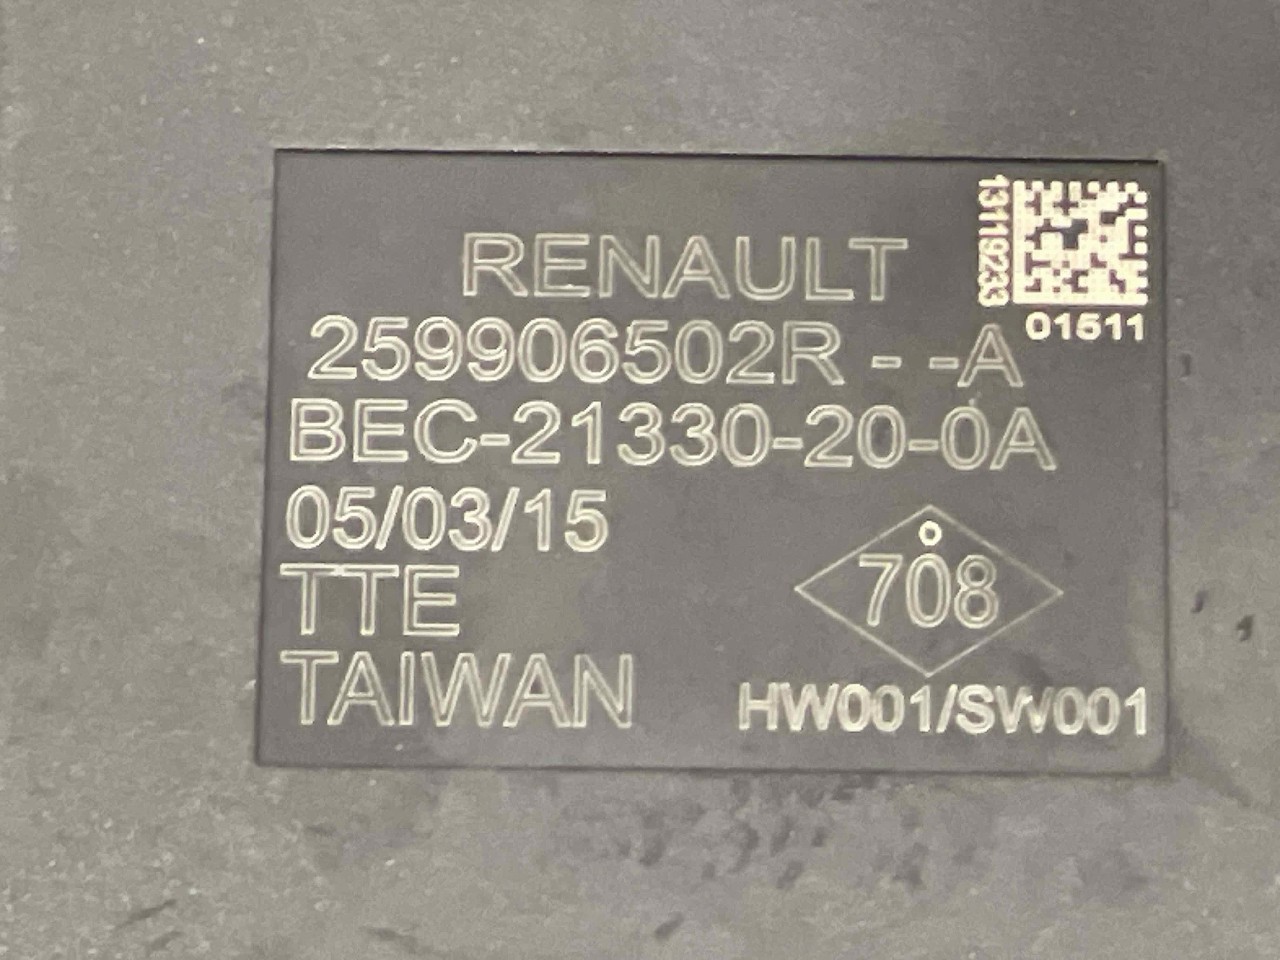 RENAULT
13119233
01511
259906502R - -A
BEC-21330-20-0A
05/03/15
TTE
708
TAIWAN
HW001/SW001